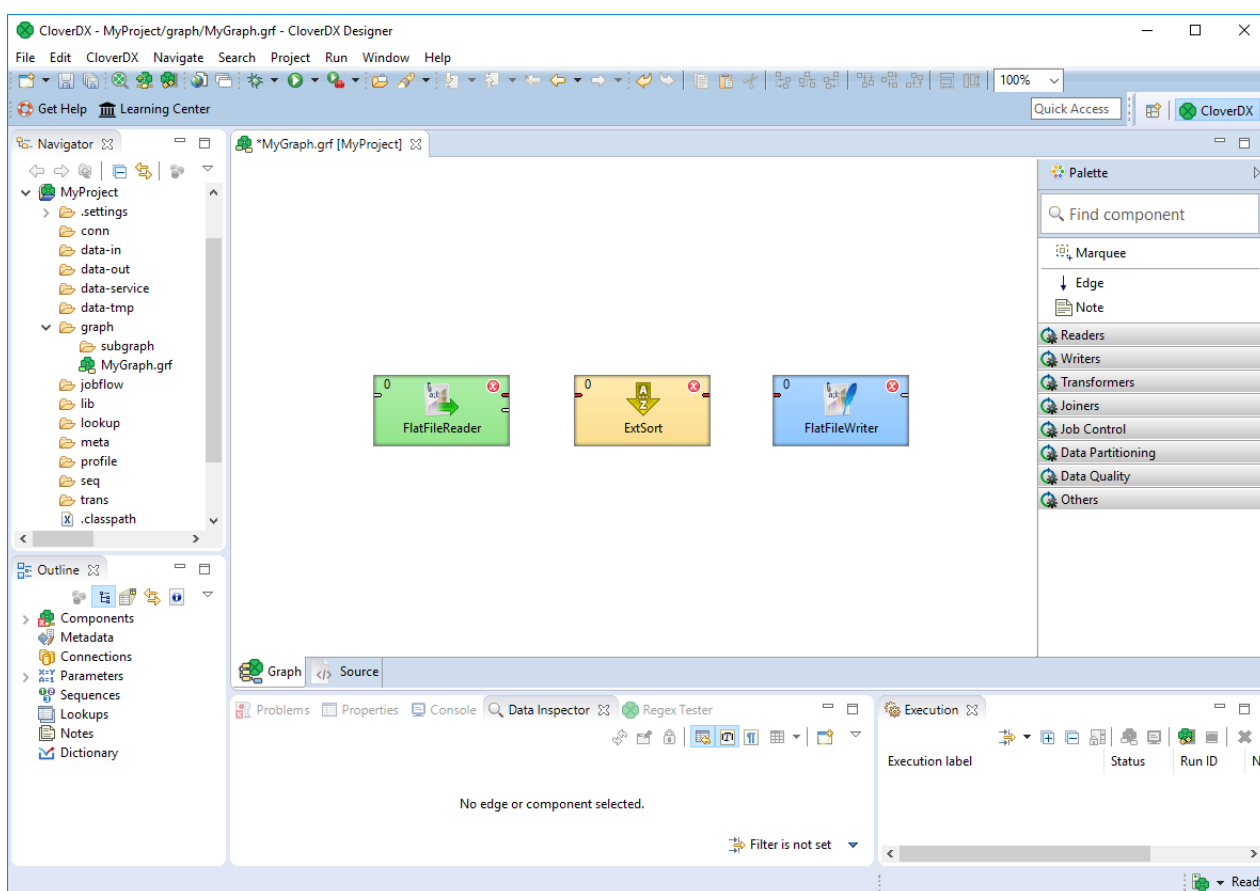 CloverDX - MyProject/graph/MyGraph.grf - CloverDX Designer
File Edit CloverDX Navigate Search Project Run Window Help
100%
Get Help Learning Center
Quick Access
CloverDX
Navigator
MyProject
.settings
conn
data-in
data-out
data-service
data-tmp
graph
subgraph
MyGraph.grf
jobflow
lib
lookup
meta
profile
seq
trans
.classpath
*MyGraph.grf [MyProject]
0
FlatFileReader
0
ExtSort
0
FlatFileWriter
Palette
Find component
Marquee
Edge
Note
Readers
Writers
Transformers
Joiners
Job Control
Data Partitioning
Data Quality
Others
Outline
Components
Metadata
Connections
Parameters
Sequences
Lookups
Notes
Dictionary
Graph Source
Problems Properties Console Data Inspector Regex Tester
No edge or component selected.
Filter is not set
Execution
Execution label Status Run ID N
Read